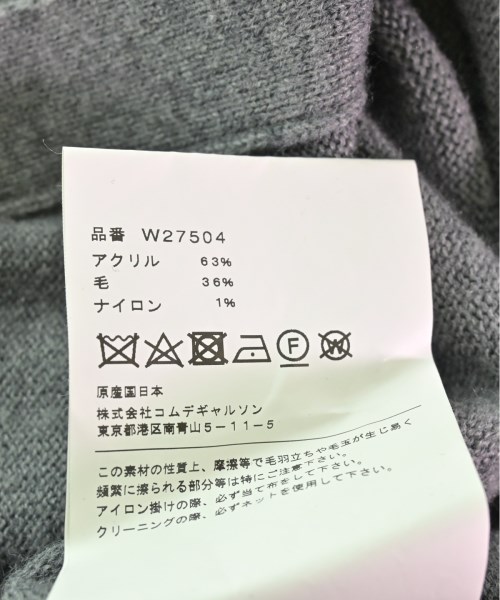 品番 W27504
アクリル 63%
毛 36%
ナイロン 1%
F W
原産国日本
株式会社コムデギャルソン
東京都港区南青山5-11-5
この素材の性質上、摩擦等で毛羽立ちや毛玉が生じ易く
頻繁に擦られる部分等は特にご注意下さい。
アイロン掛けの際、必ず当て布をして下さい。
クリーニングの際、必ずネットを使用して下さい。